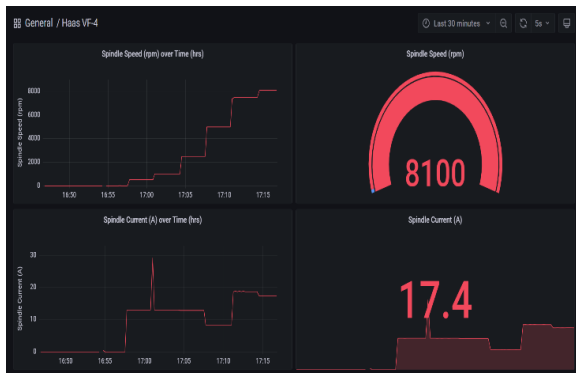 General / Haas VF-4
Last 30 minutes
5s
Spindle Speed (rpm) over Time (hrs)
Spindle Speed (rpm)
8000
6000
4000
2000
0
Spindle Speed (rpm)
16:50 16:55 17:00 17:05 17:10 17:15
8100
Spindle Current (A) over Time (hrs)
Spindle Current (A)
30
20
10
0
Spindle Current (A)
16:50 16:55 17:00 17:05 17:10 17:15
17.4